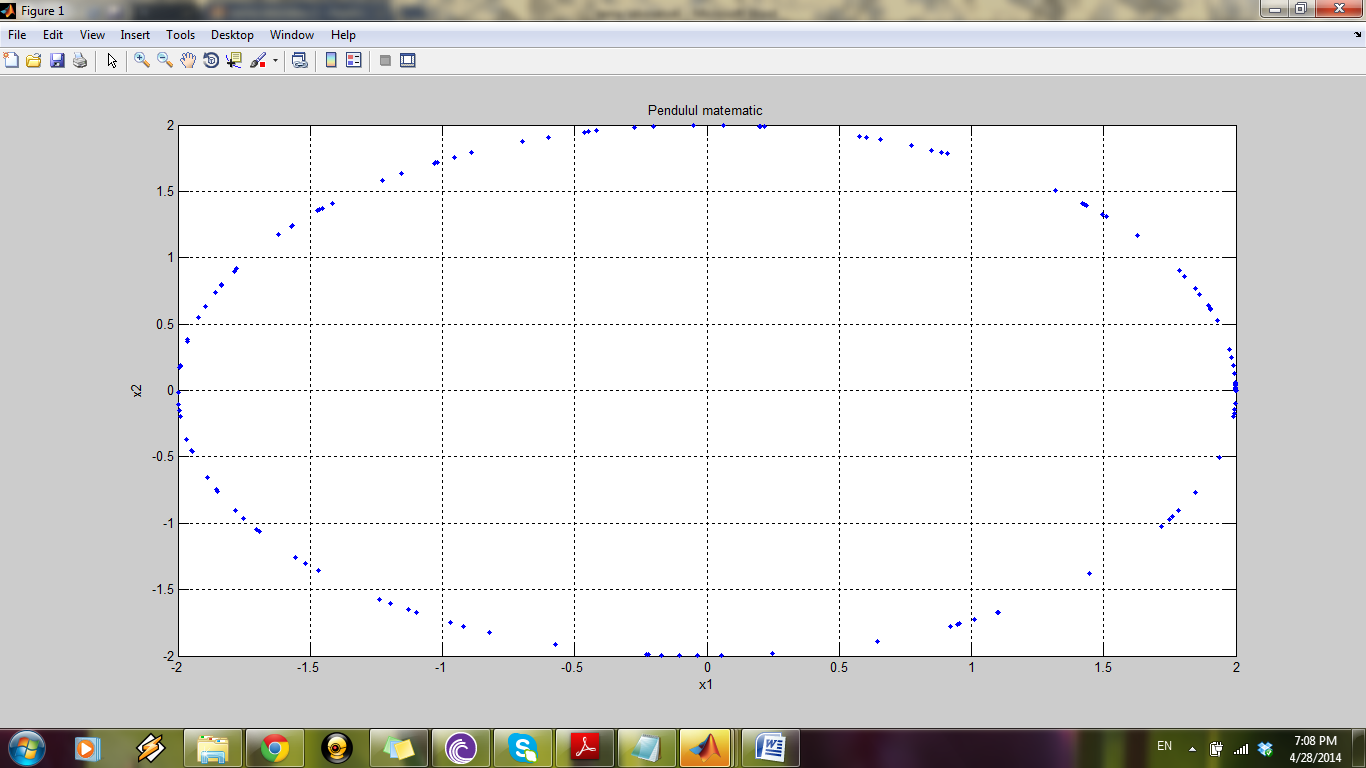 Figure 1
File Edit View Insert Tools Desktop Window Help
Pendulul matematic
2
1.5
1
0.5
0
-0.5
-1
-1.5
-2
x2
-2 -1.5 -1 -0.5 0 0.5 1 1.5 2
x1
EN
7:08 PM
4/28/2014